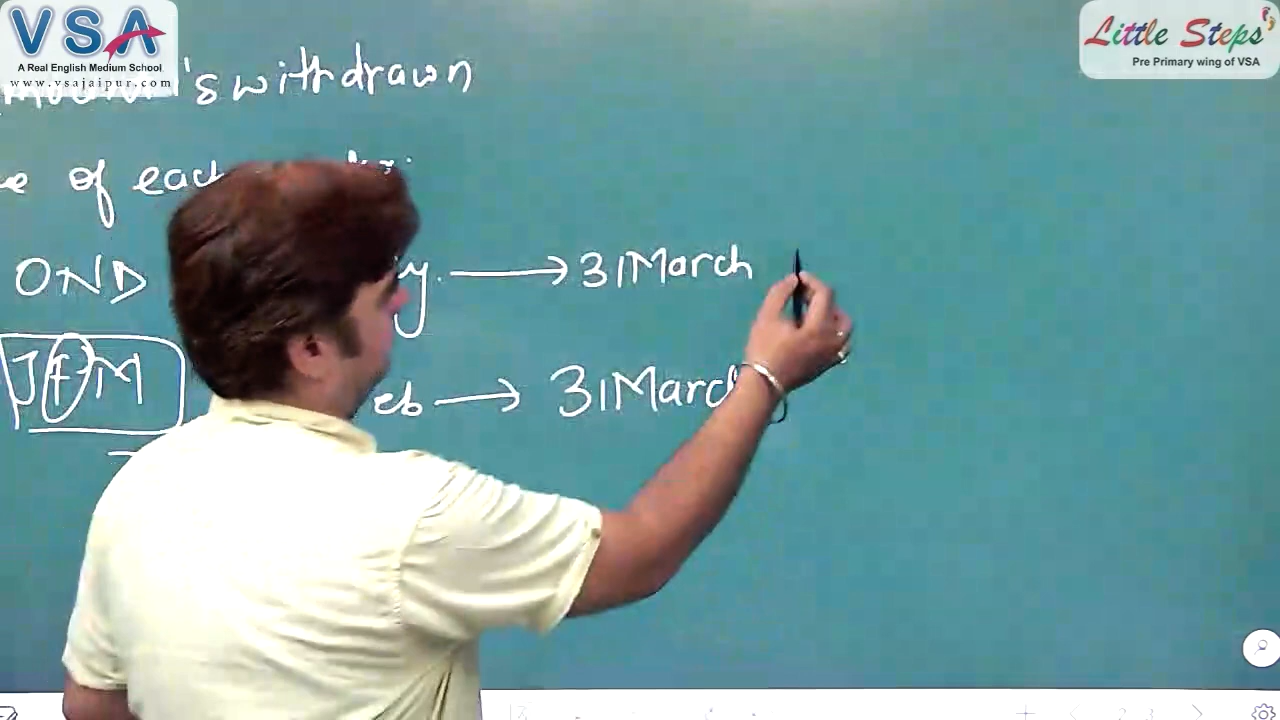 VSA
A Real English Medium School
www.vsajaipur.com
Little Steps
Pre Primary wing of VSA
's withdrawn
of each
OND → 31 March
JFM → 31 March